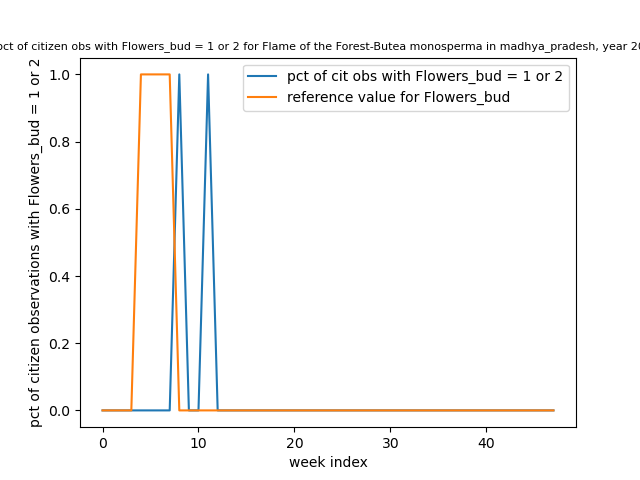 pct of citizen obs with Flowers_bud = 1 or 2 for Flame of the Forest-Butea monosperma in madhya_pradesh, year 20
pct of citizen observations with Flowers_bud = 1 or 2
1.0
0.8
0.6
0.4
0.2
0.0
pct of cit obs with Flowers_bud = 1 or 2
reference value for Flowers_bud
0
10
20
30
40
week index